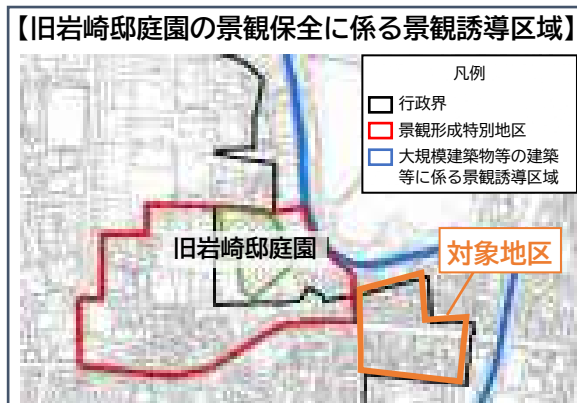 【旧岩崎邸庭園の景観保全に係る景観誘導区域】
凡例
行政界
景観形成特別地区
大規模建築物等の建築
等に係る景観誘導区域
旧岩崎邸庭園
対象地区